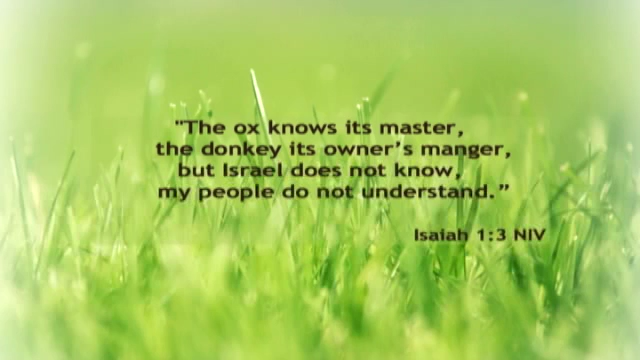 "The ox knows its master,
the donkey its owner’s manger,
but Israel does not know,
my people do not understand.”
Isaiah 1:3 NIV